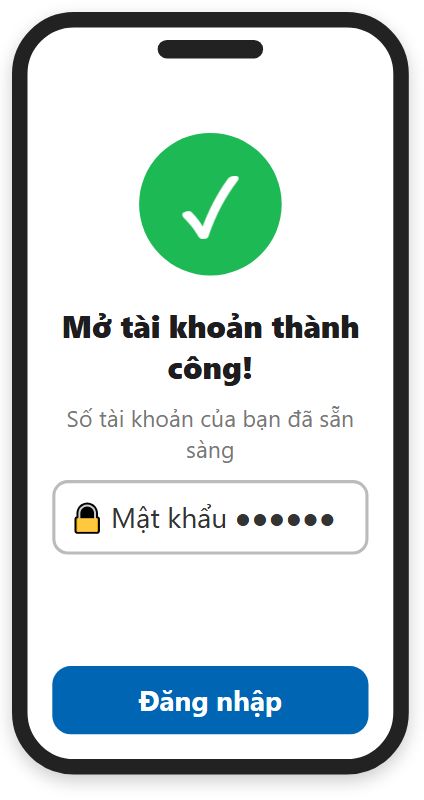 Mở tài khoản thành
công!
Số tài khoản của bạn đã sẵn
sàng
Mật khẩu ●●●●●●
Đăng nhập